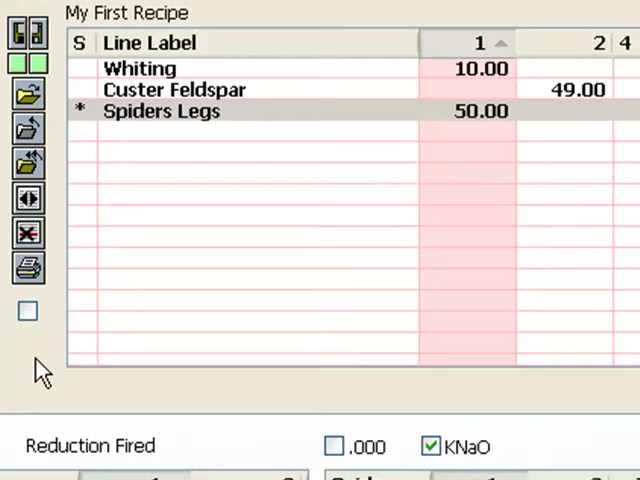 My First Recipe
S Line Label 1 2 4
Whiting 10.00
Custer Feldspar 49.00
* Spiders Legs 50.00
Reduction Fired .000 KNaO